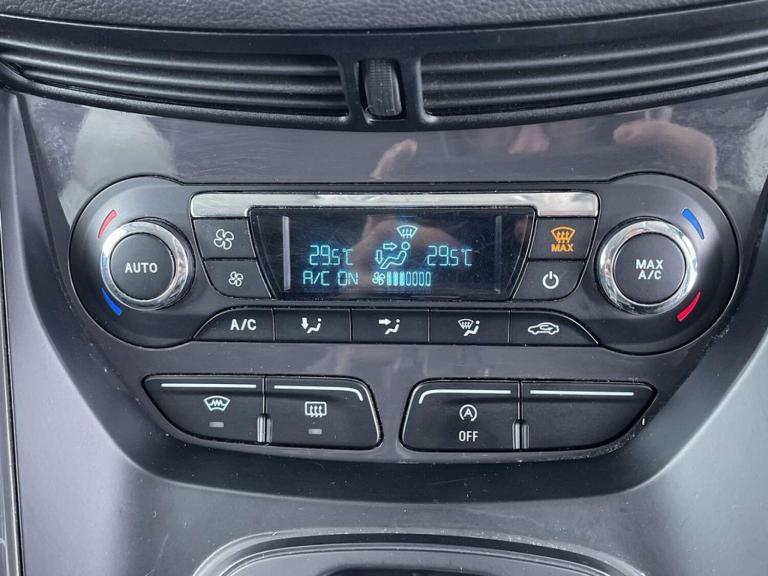 29.5°C 29.5°C
A/C ON
MAX
AUTO
MAX
A/C
A/C
A
OFF